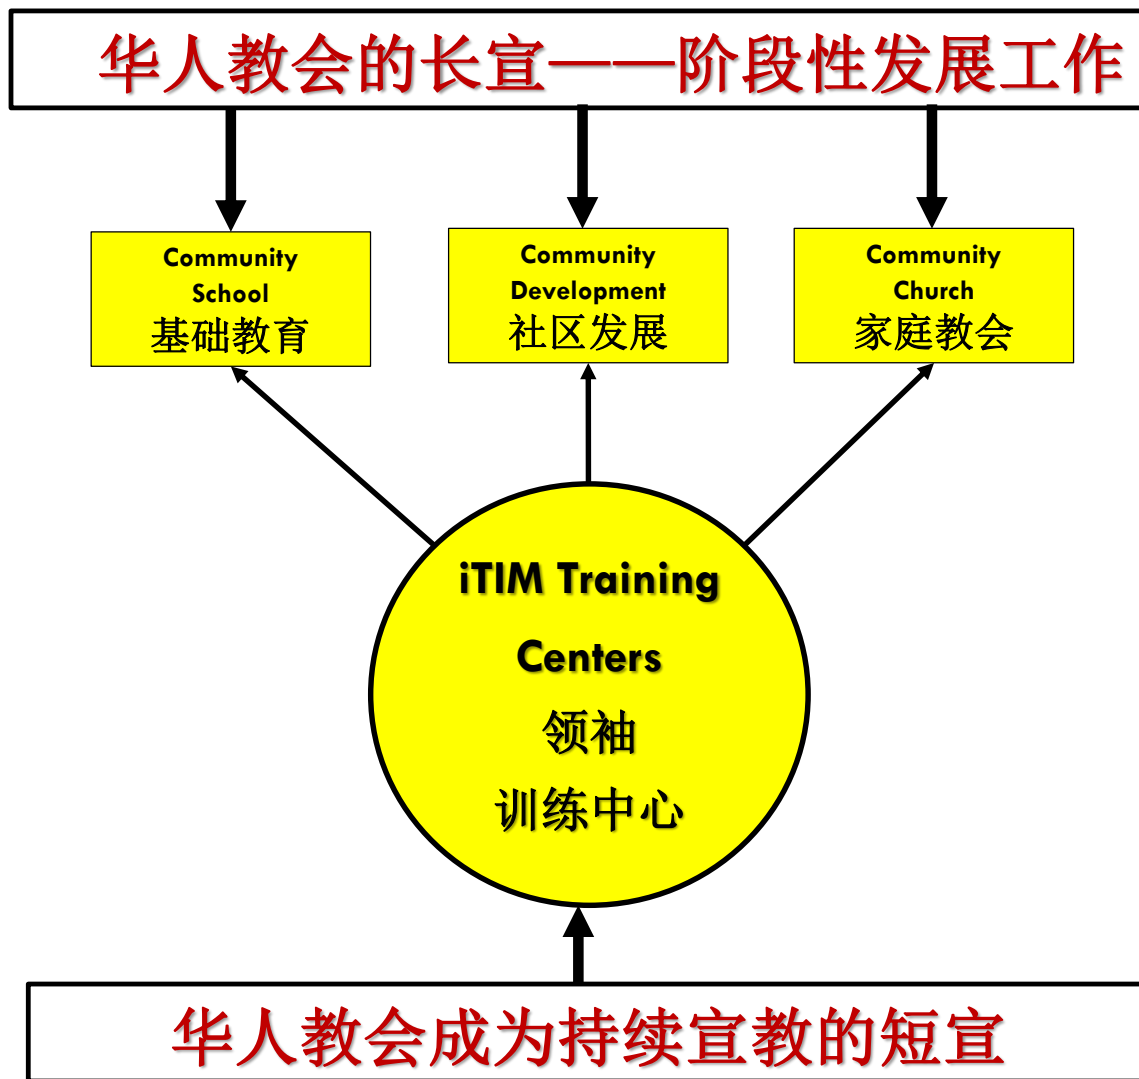 华人教会的长宣——阶段性发展工作
Community
School
基础教育
Community
Development
社区发展
Community
Church
家庭教会
iTIM Training
Centers
领袖
训练中心
华人教会成为持续宣教的短宣